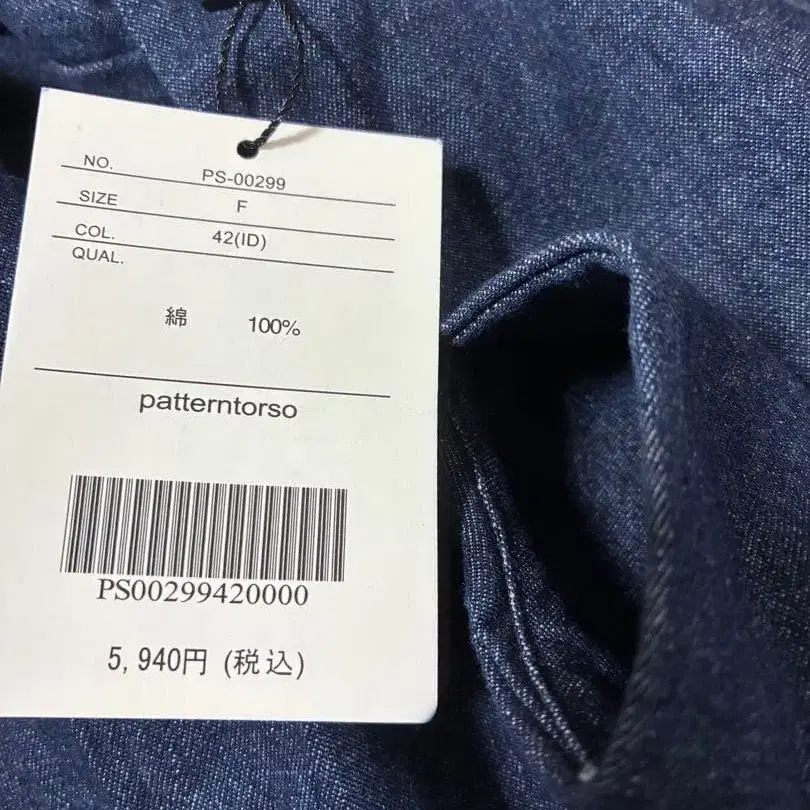 NO. PS-00299
SIZE F
COL. 42(ID)
QUAL.
綿 100%
patterntorso
PS00299420000
5,940円 (税込)